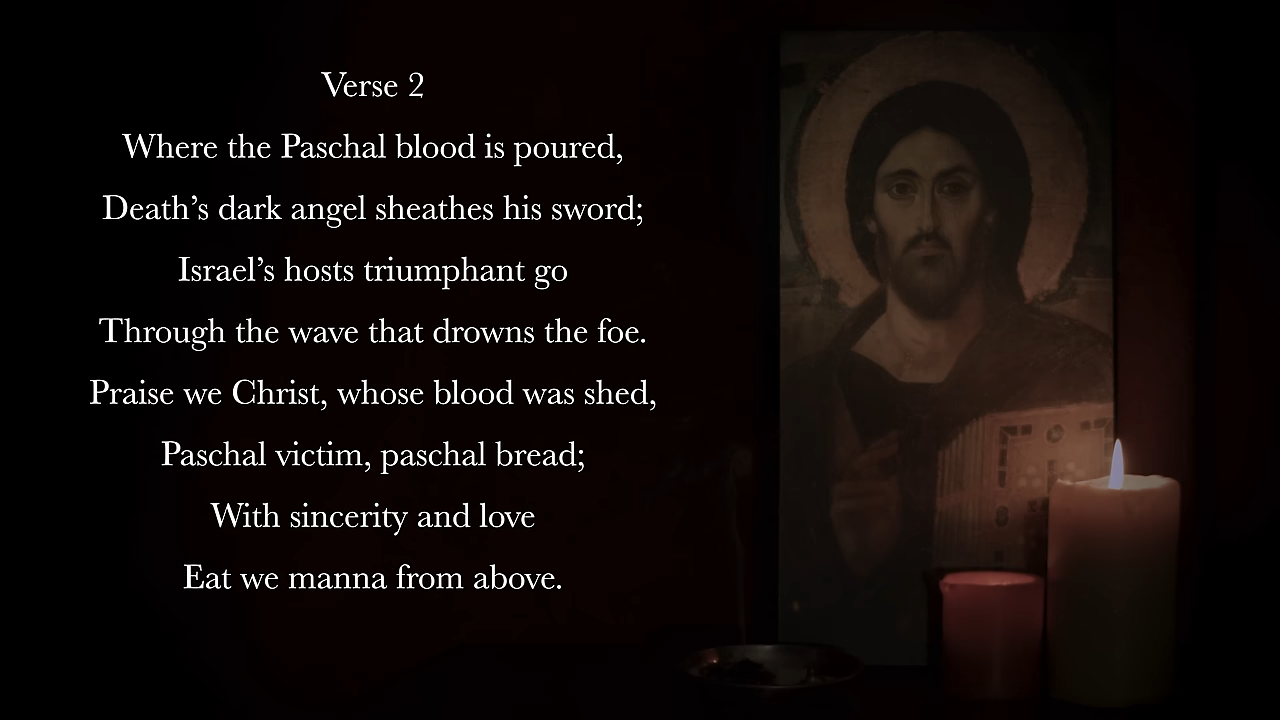 Verse 2
Where the Paschal blood is poured,
Death’s dark angel sheathes his sword;
Israel’s hosts triumphant go
Through the wave that drowns the foe.
Praise we Christ, whose blood was shed,
Paschal victim, paschal bread;
With sincerity and love
Eat we manna from above.